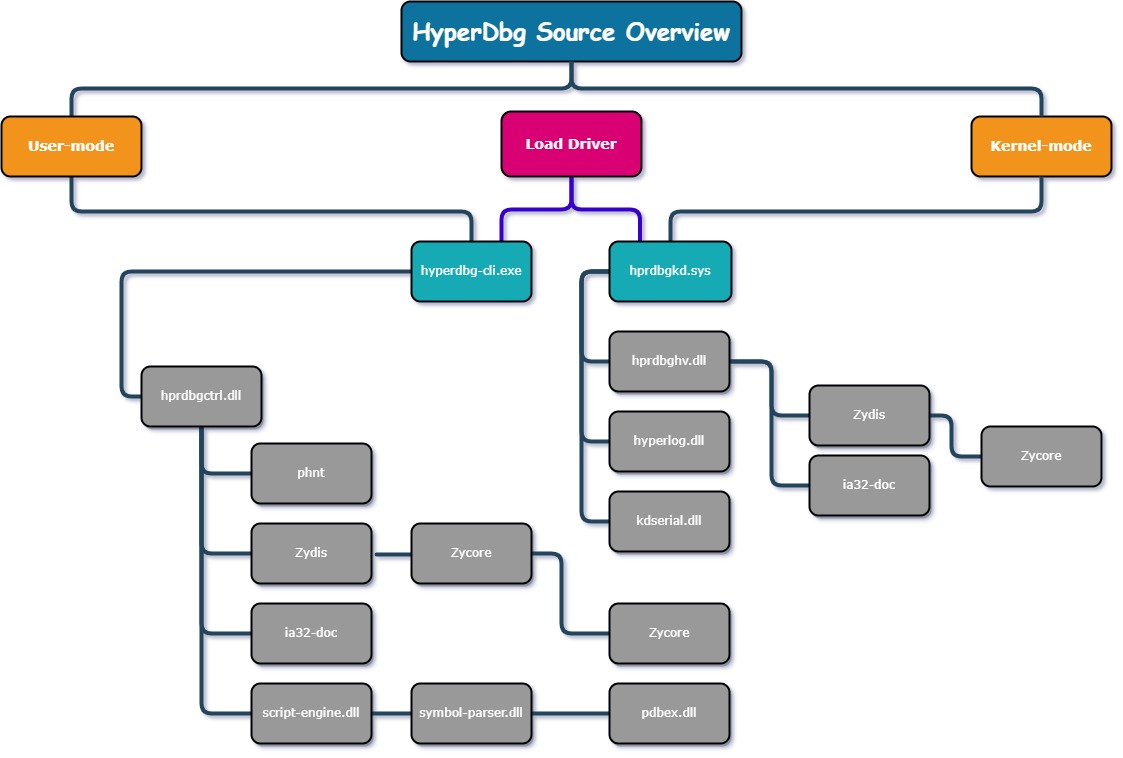 HyperDbg Source Overview
User-mode
Load Driver
Kernel-mode
hyperdbg-cli.exe
hprdbgkd.sys
hprdbghv.dll
hprdbgctrl.dll
Zydis
hyperlog.dll
Zycore
phnt
ia32-doc
kdserial.dll
Zydis
Zycore
ia32-doc
Zycore
script-engine.dll
symbol-parser.dll
pdbex.dll